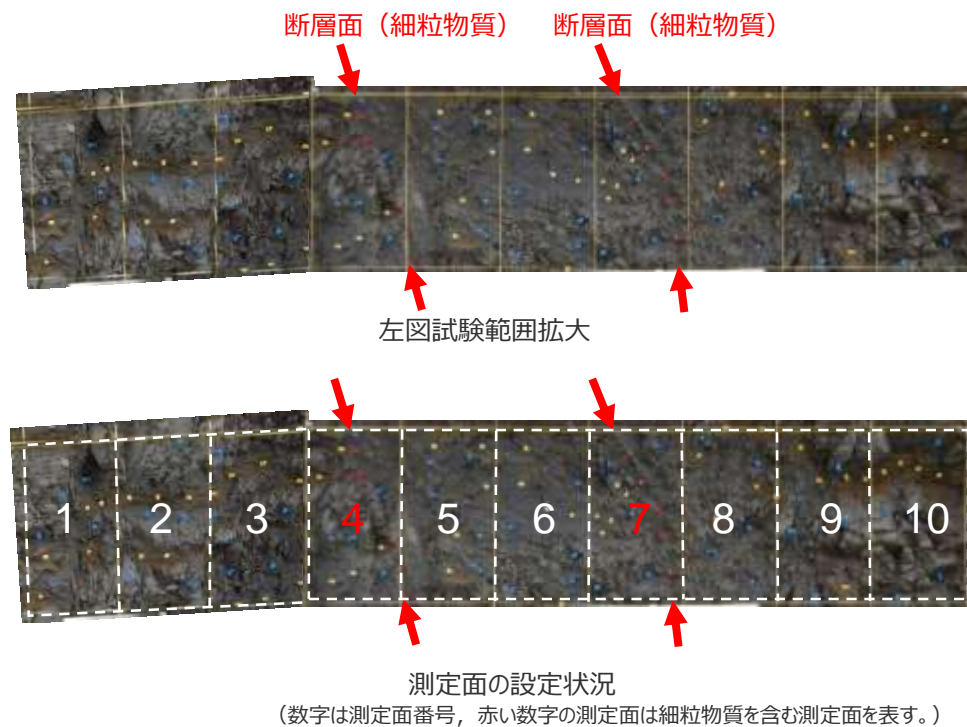 断層面（細粒物質） 断層面（細粒物質）
左図試験範囲拡大
1 2 3 4 5 6 7 8 9 10
測定面の設定状況
（数字は測定面番号，赤い数字の測定面は細粒物質を含む測定面を表す。）